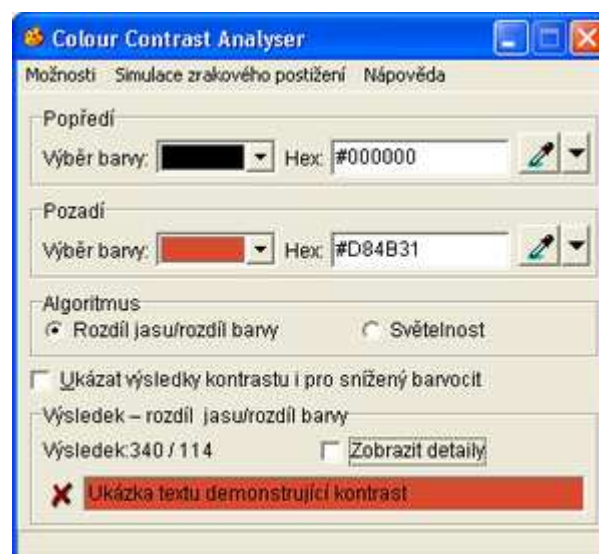 Colour Contrast Analyser
Možnosti Simulace zrakového postižení Nápověda
Popředí
Výběr barvy: Hex: #000000
Pozadí
Výběr barvy: Hex: #D84B31
Algoritmus
Rozdíl jasu/rozdíl barvy Světelnost
Ukázat výsledky kontrastu i pro snížený barvocit
Výsledek – rozdíl jasu/rozdíl barvy
Výsledek:340 / 114 Zobrazit detaily
Ukázka textu demonstrující kontrast